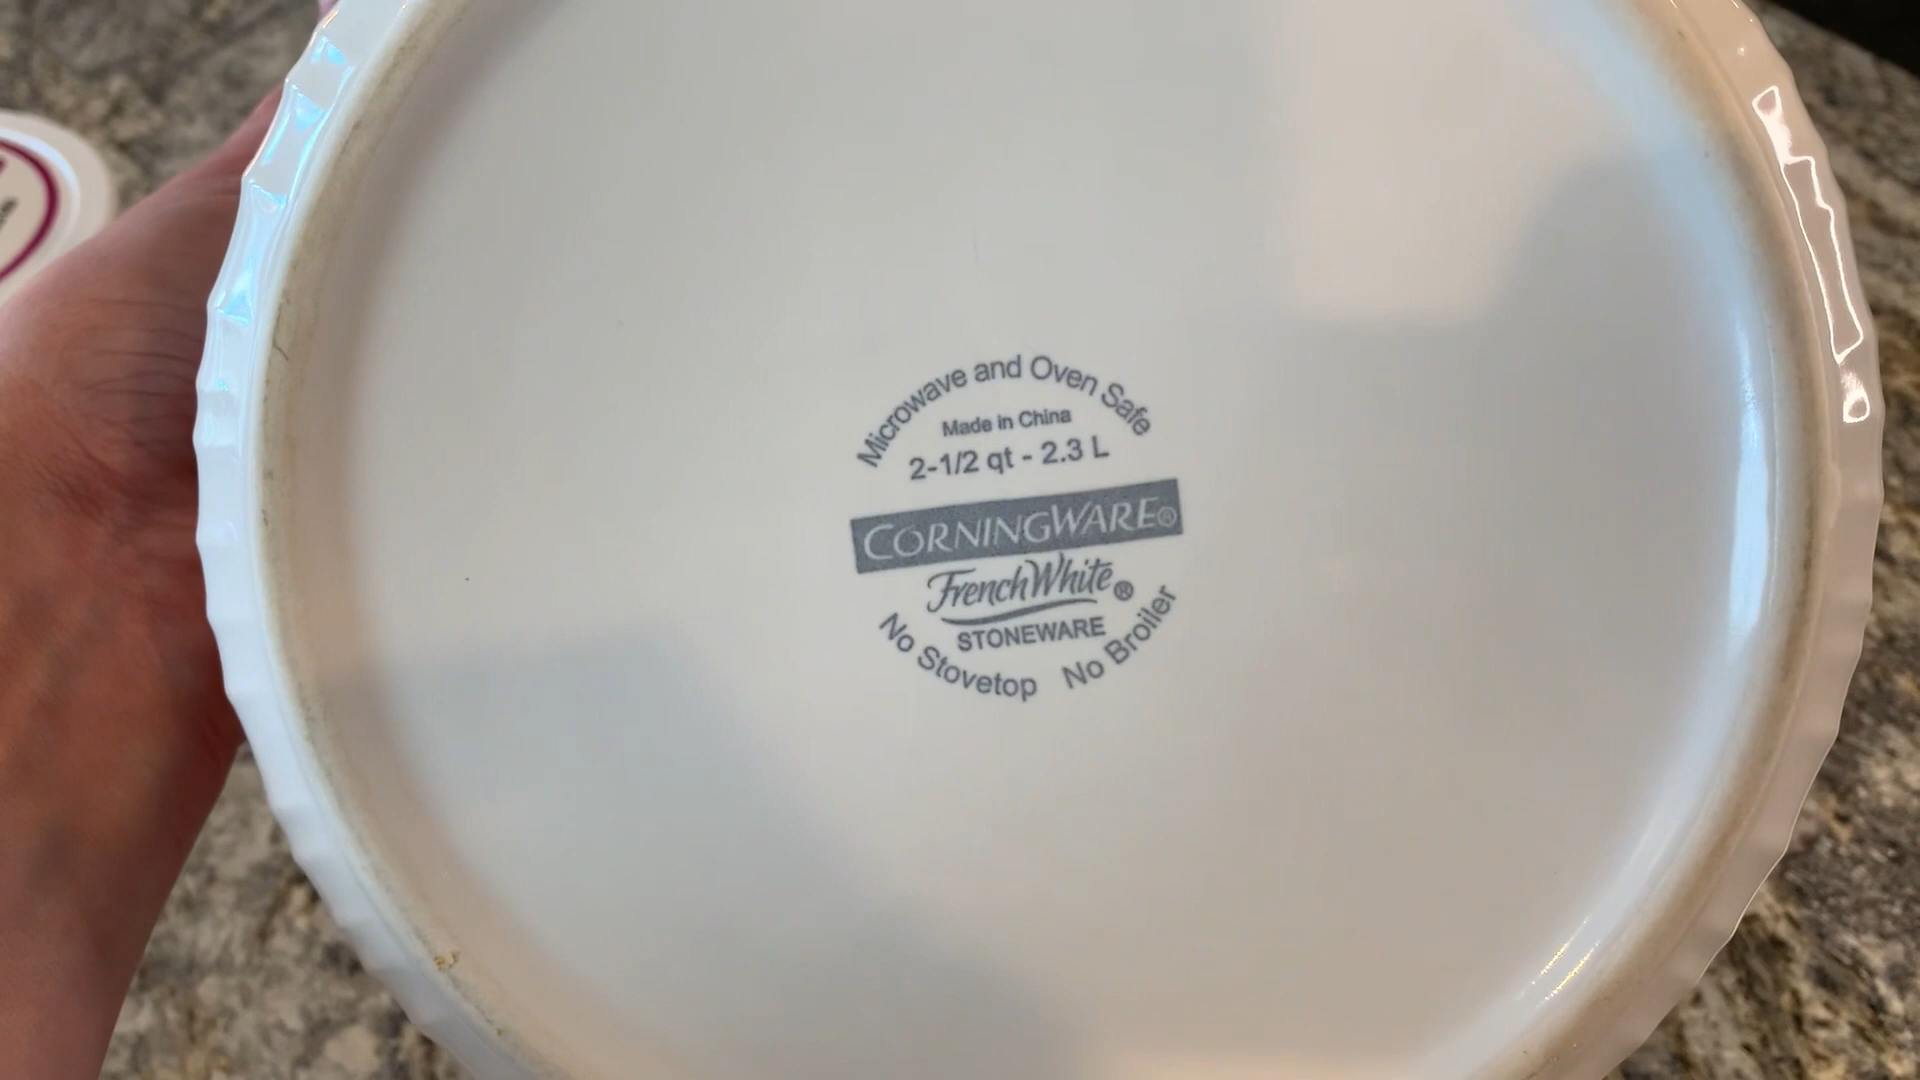 Microwave and Oven Safe
Made in China
2-1/2 qt - 2.3 L
CORNINGWARE®
FrenchWhite®
STONEWARE
No Stovetop No Broiler